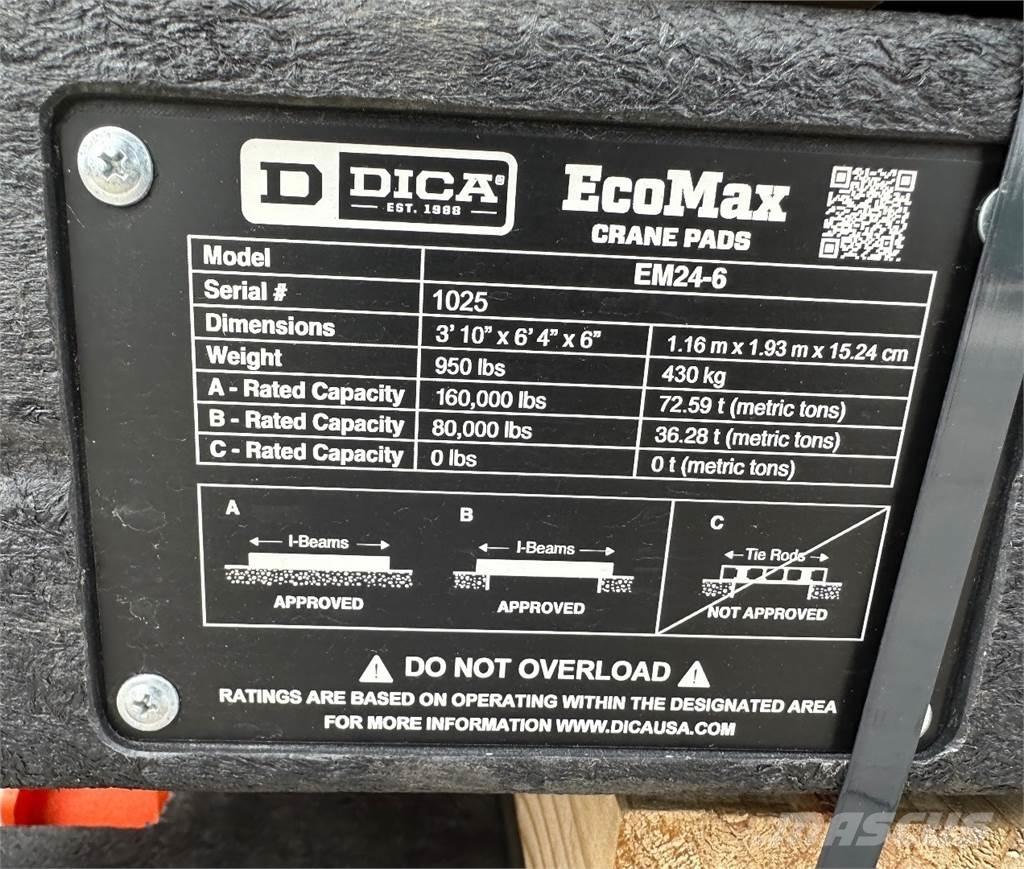 D DICA®
EST. 1988
EcoMax
CRANE PADS
Model EM24-6
Serial # 1025
Dimensions 3' 10" x 6' 4" x 6" 1.16 m x 1.93 m x 15.24 cm
Weight 950 lbs 430 kg
A - Rated Capacity 160,000 lbs 72.59 t (metric tons)
B - Rated Capacity 80,000 lbs 36.28 t (metric tons)
C - Rated Capacity 0 lbs 0 t (metric tons)
A B C
I-Beams I-Beams Tie Rods
APPROVED APPROVED NOT APPROVED
DO NOT OVERLOAD
RATINGS ARE BASED ON OPERATING WITHIN THE DESIGNATED AREA
FOR MORE INFORMATION WWW.DICAUSA.COM
MASCUS